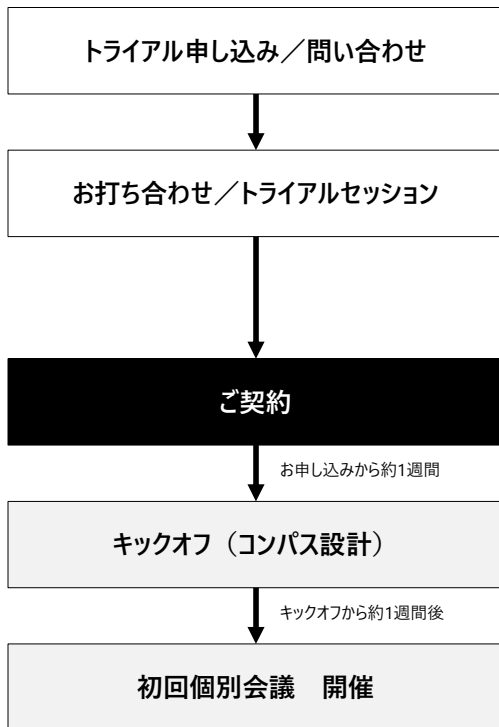 トライアル申し込み／問い合わせ
お打ち合わせ／トライアルセッション
ご契約
お申し込みから約1週間
キックオフ（コンパス設計）
キックオフから約1週間後
初回個別会議　開催